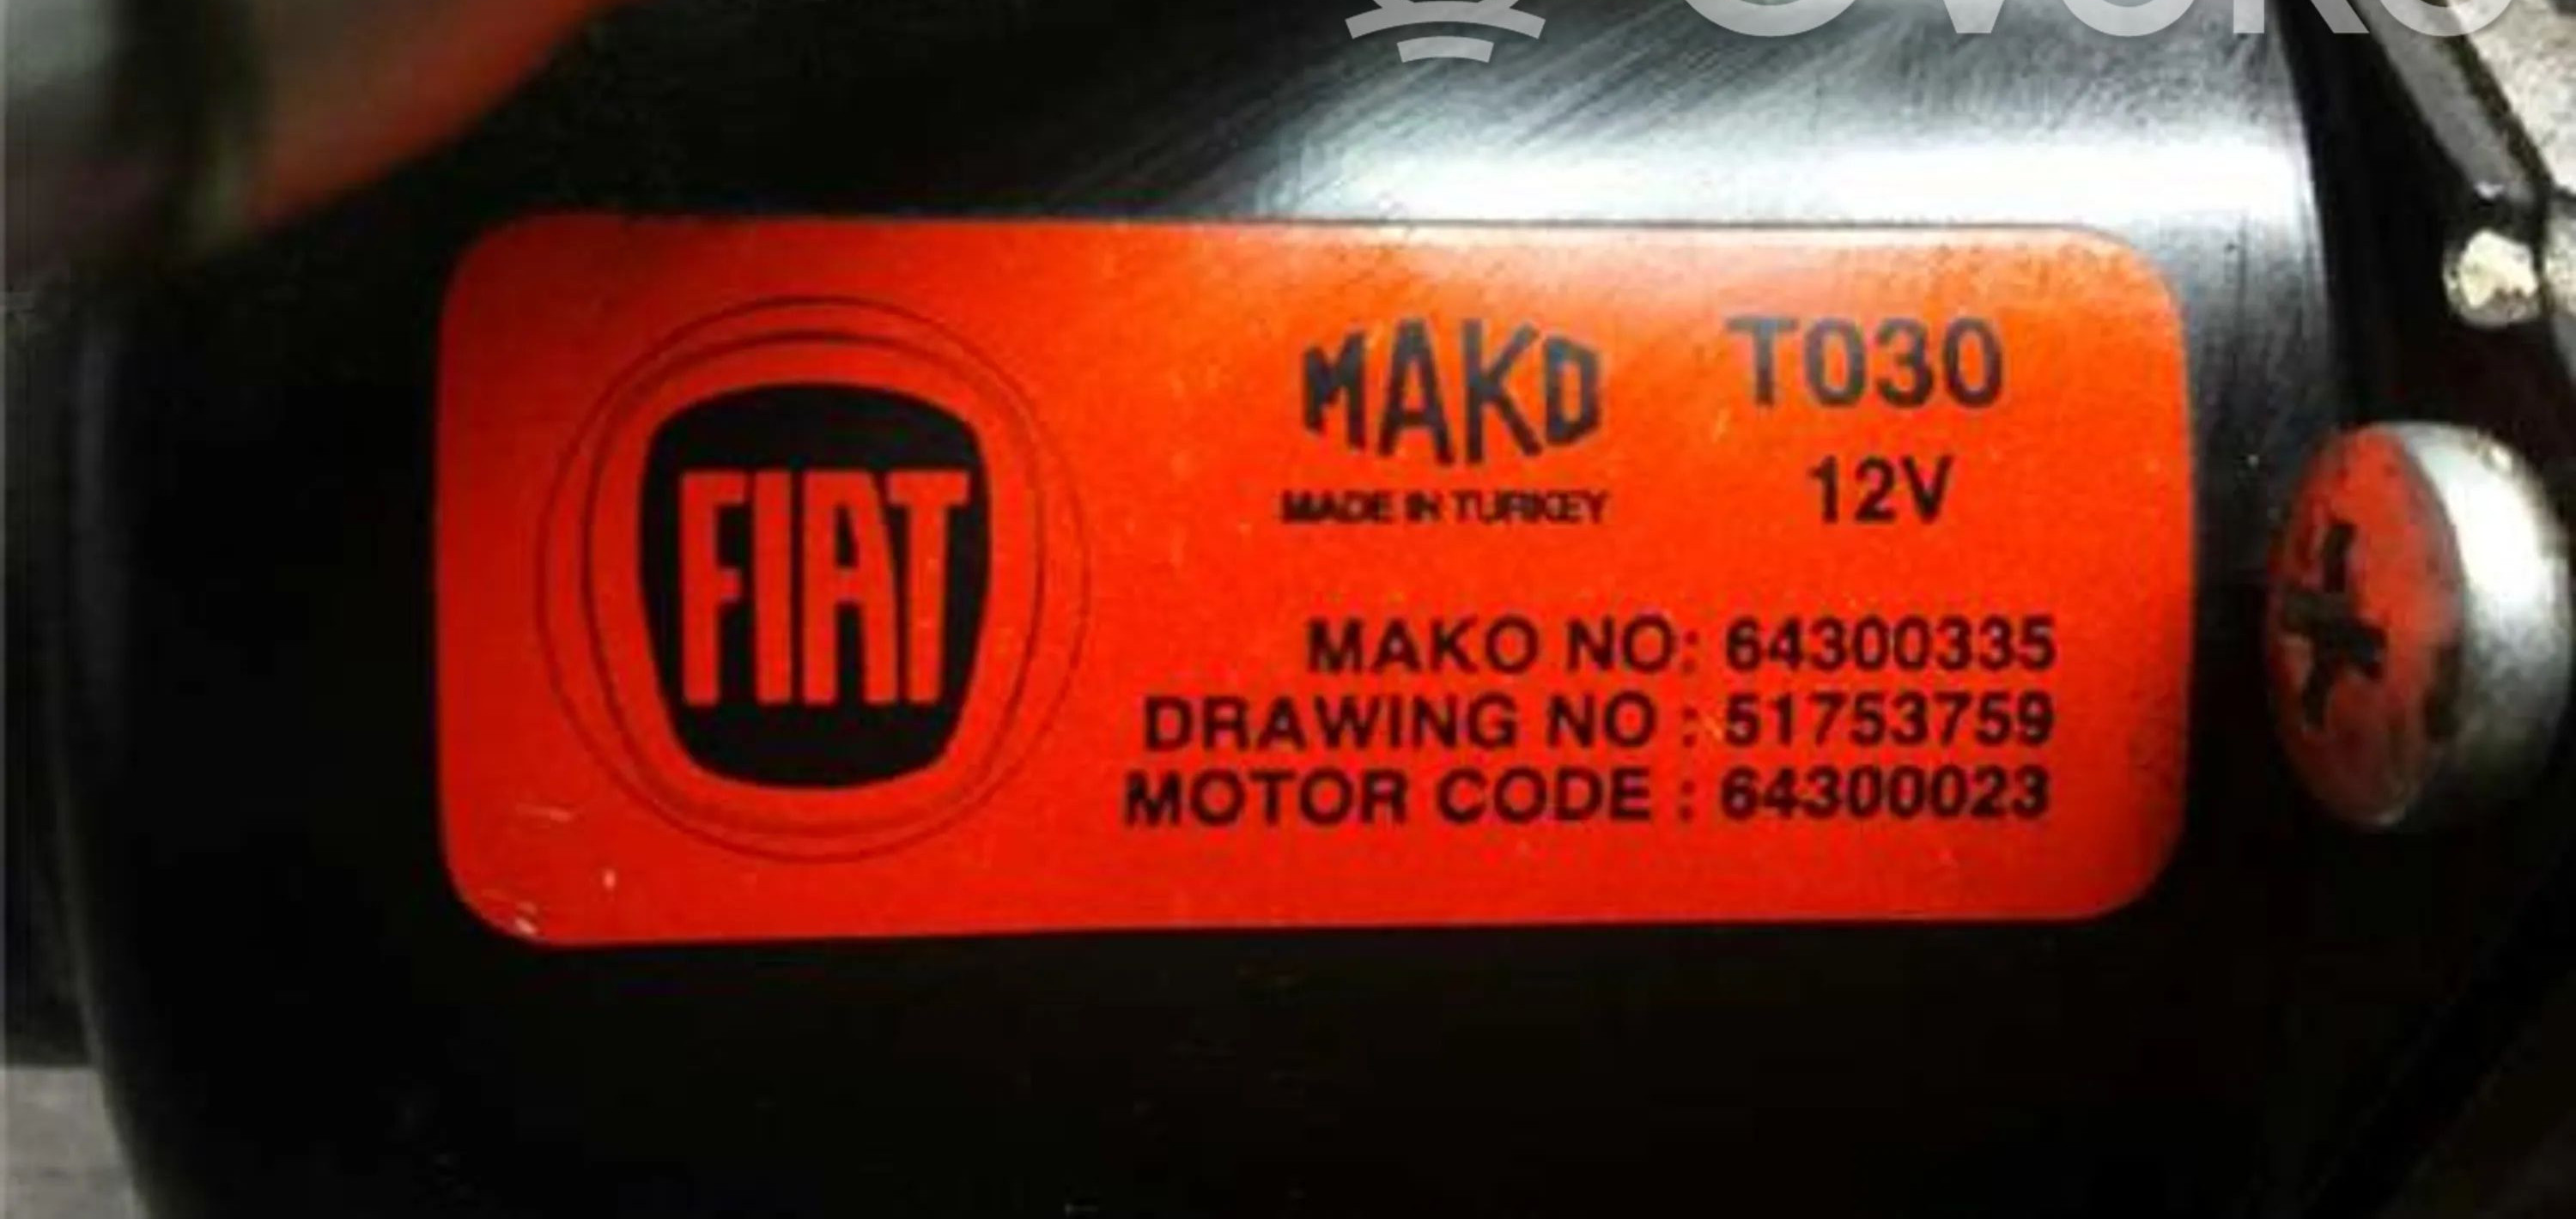 FIAT
MAKO T030
MADE IN TURKEY 12V
MAKO NO: 64300335
DRAWING NO : 51753759
MOTOR CODE : 64300023